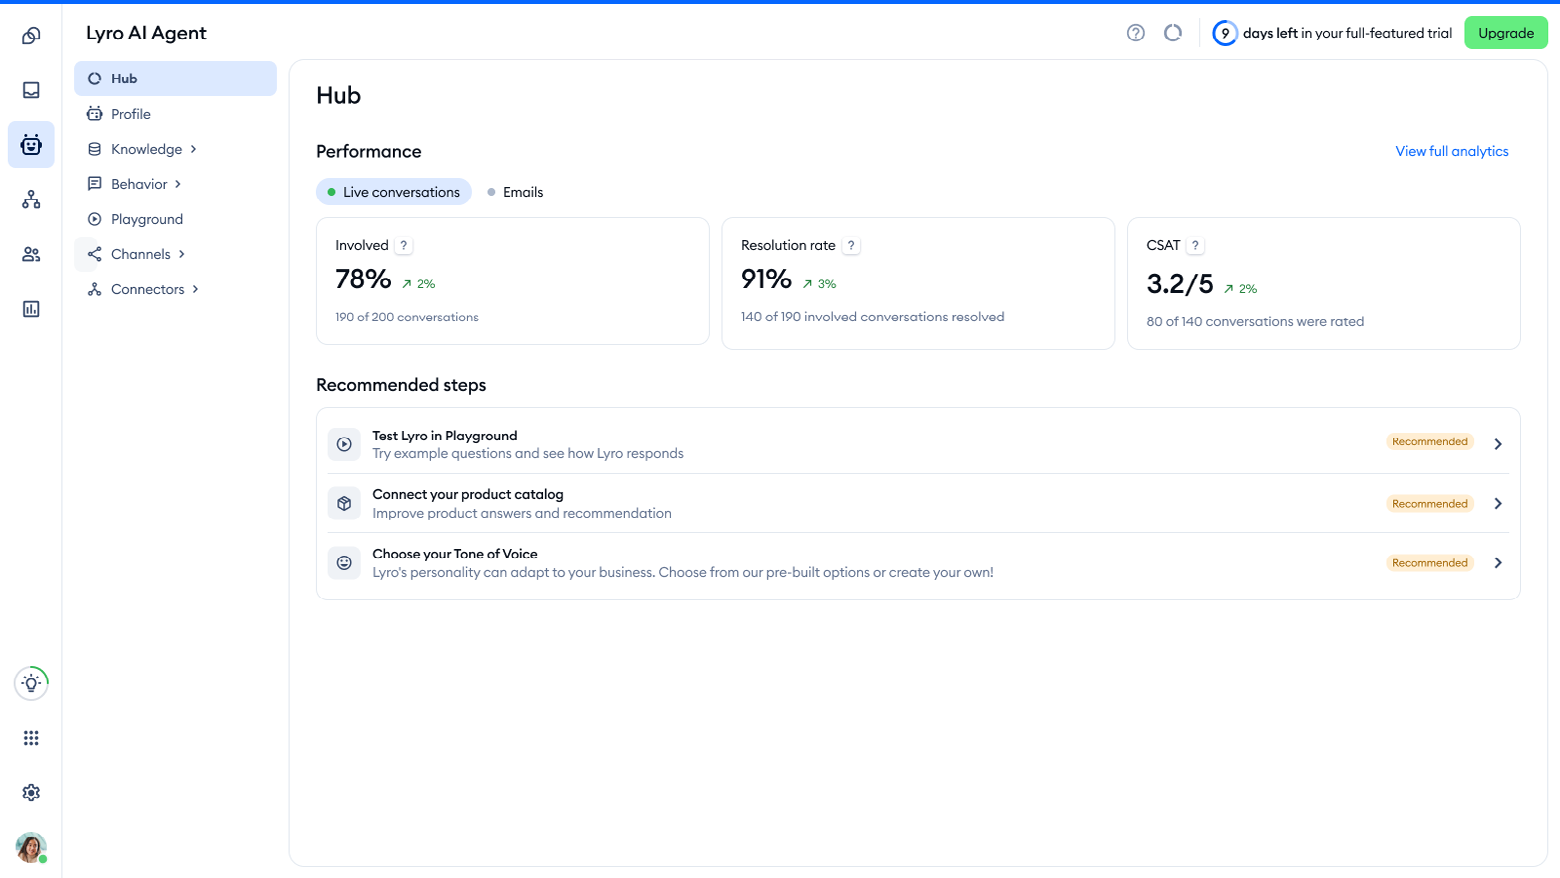 Lyro AI Agent
9 days left in your full-featured trial
Upgrade
Hub
Profile
Knowledge
Behavior
Playground
Channels
Connectors
Hub
Performance
View full analytics
Live conversations
Emails
Involved ?
78% 2%
190 of 200 conversations
Resolution rate ?
91% 3%
140 of 190 involved conversations resolved
CSAT ?
3.2/5 2%
80 of 140 conversations were rated
Recommended steps
Test Lyro in Playground
Try example questions and see how Lyro responds
Recommended
Connect your product catalog
Improve product answers and recommendation
Recommended
Choose your Tone of Voice
Lyro's personality can adapt to your business. Choose from our pre-built options or create your own!
Recommended